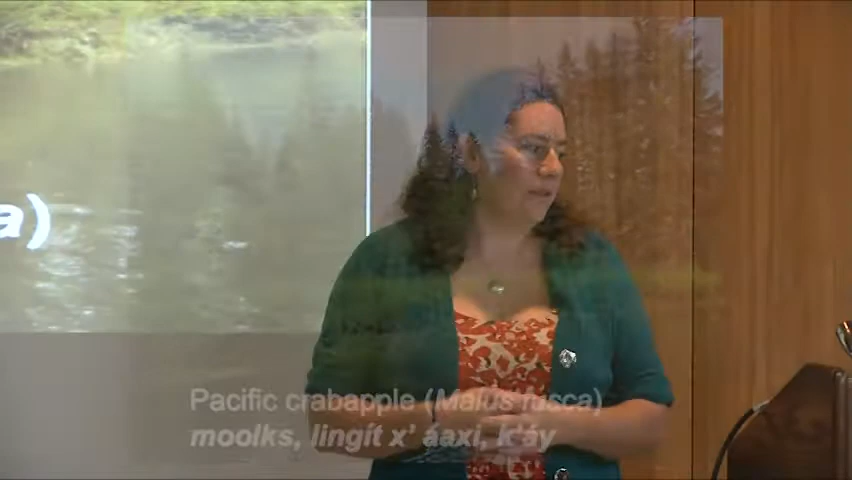 a)
Pacific crabapple (Malus fusca)
moolks, lingít x' áaxi, k'áy